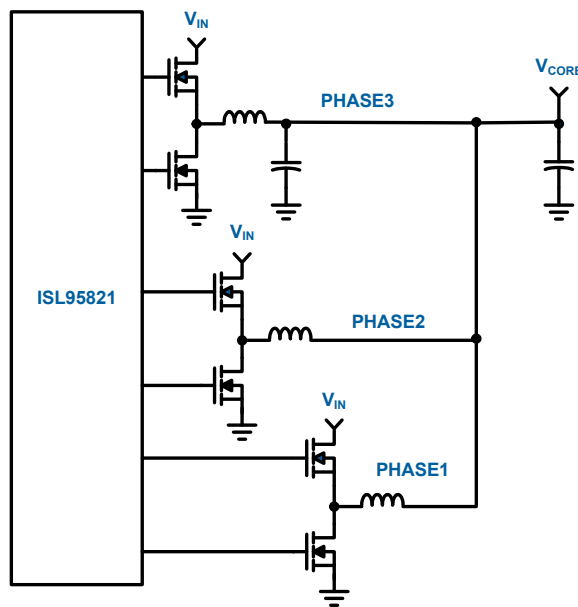 VIN
VCORE
PHASE3
VIN
ISL95821
PHASE2
VIN
PHASE1